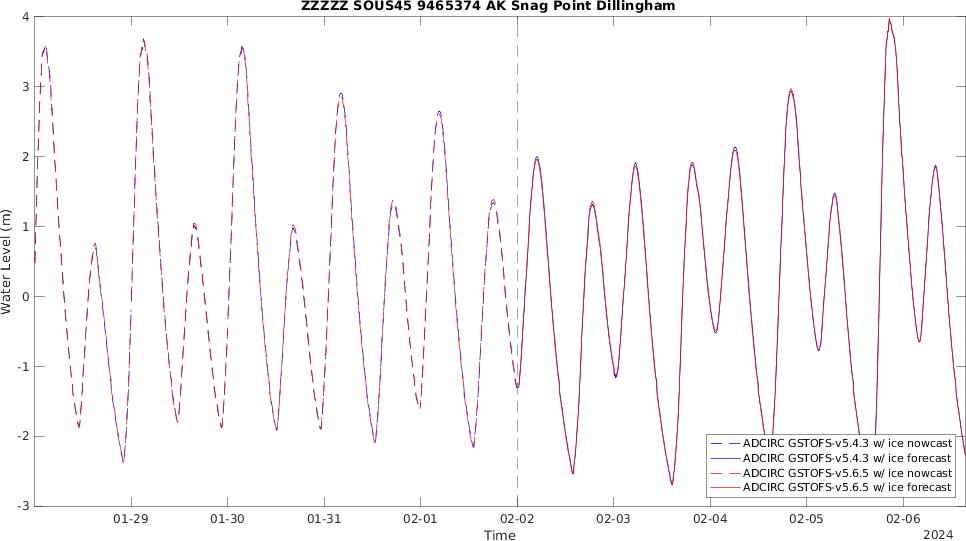 ZZZZZ SOUS45 9465374 AK Snag Point Dillingham
Water Level (m)
4
3
2
1
0
-1
-2
-3
ADCIRC GSTOFS-v5.4.3 w/ ice nowcast
ADCIRC GSTOFS-v5.4.3 w/ ice forecast
ADCIRC GSTOFS-v5.6.5 w/ ice nowcast
ADCIRC GSTOFS-v5.6.5 w/ ice forecast
01-29 01-30 01-31 02-01 02-02 02-03 02-04 02-05 02-06
Time
2024